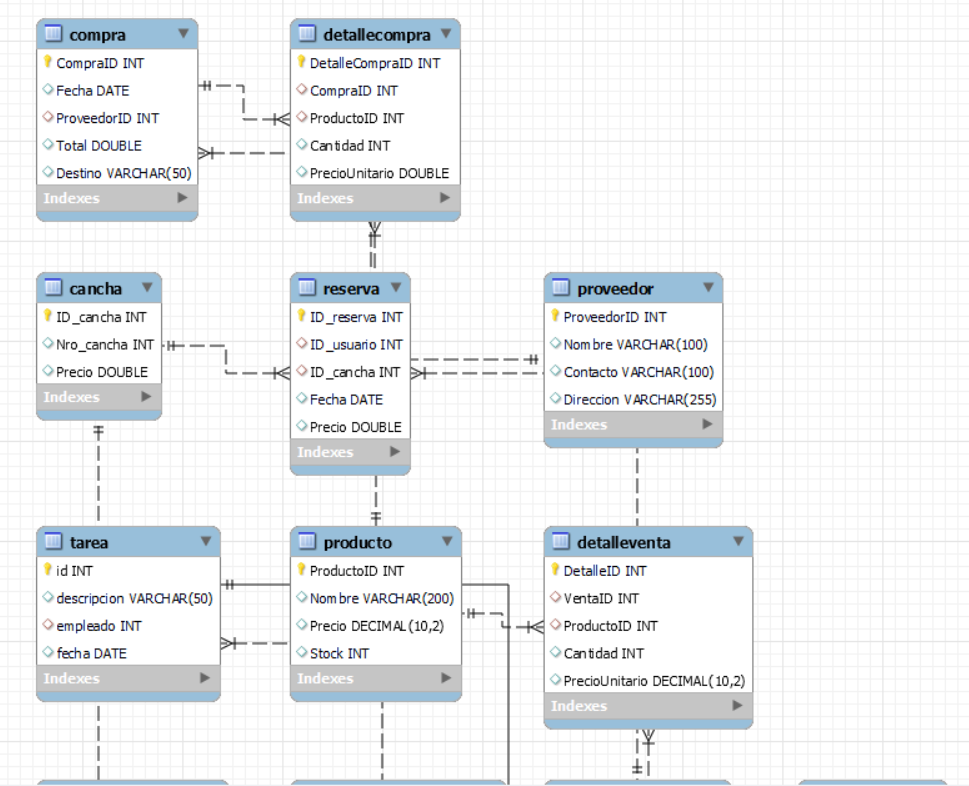 compra
CompraID INT
Fecha DATE
ProveedorID INT
Total DOUBLE
Destino VARCHAR(50)
Indexes
detallecompra
DetalleCompraID INT
CompraID INT
ProductoID INT
Cantidad INT
PrecioUnitario DOUBLE
Indexes
cancha
ID_cancha INT
Nro_cancha INT
Precio DOUBLE
Indexes
reserva
ID_reserva INT
ID_usuario INT
ID_cancha INT
Fecha DATE
Precio DOUBLE
Indexes
proveedor
ProveedorID INT
Nombre VARCHAR(100)
Contacto VARCHAR(100)
Direccion VARCHAR(255)
Indexes
tarea
id INT
descripcion VARCHAR(50)
empleado INT
fecha DATE
Indexes
producto
ProductoID INT
Nombre VARCHAR(200)
Precio DECIMAL(10,2)
Stock INT
Indexes
detalleventa
DetalleID INT
VentaID INT
ProductoID INT
Cantidad INT
PrecioUnitario DECIMAL(10,2)
Indexes